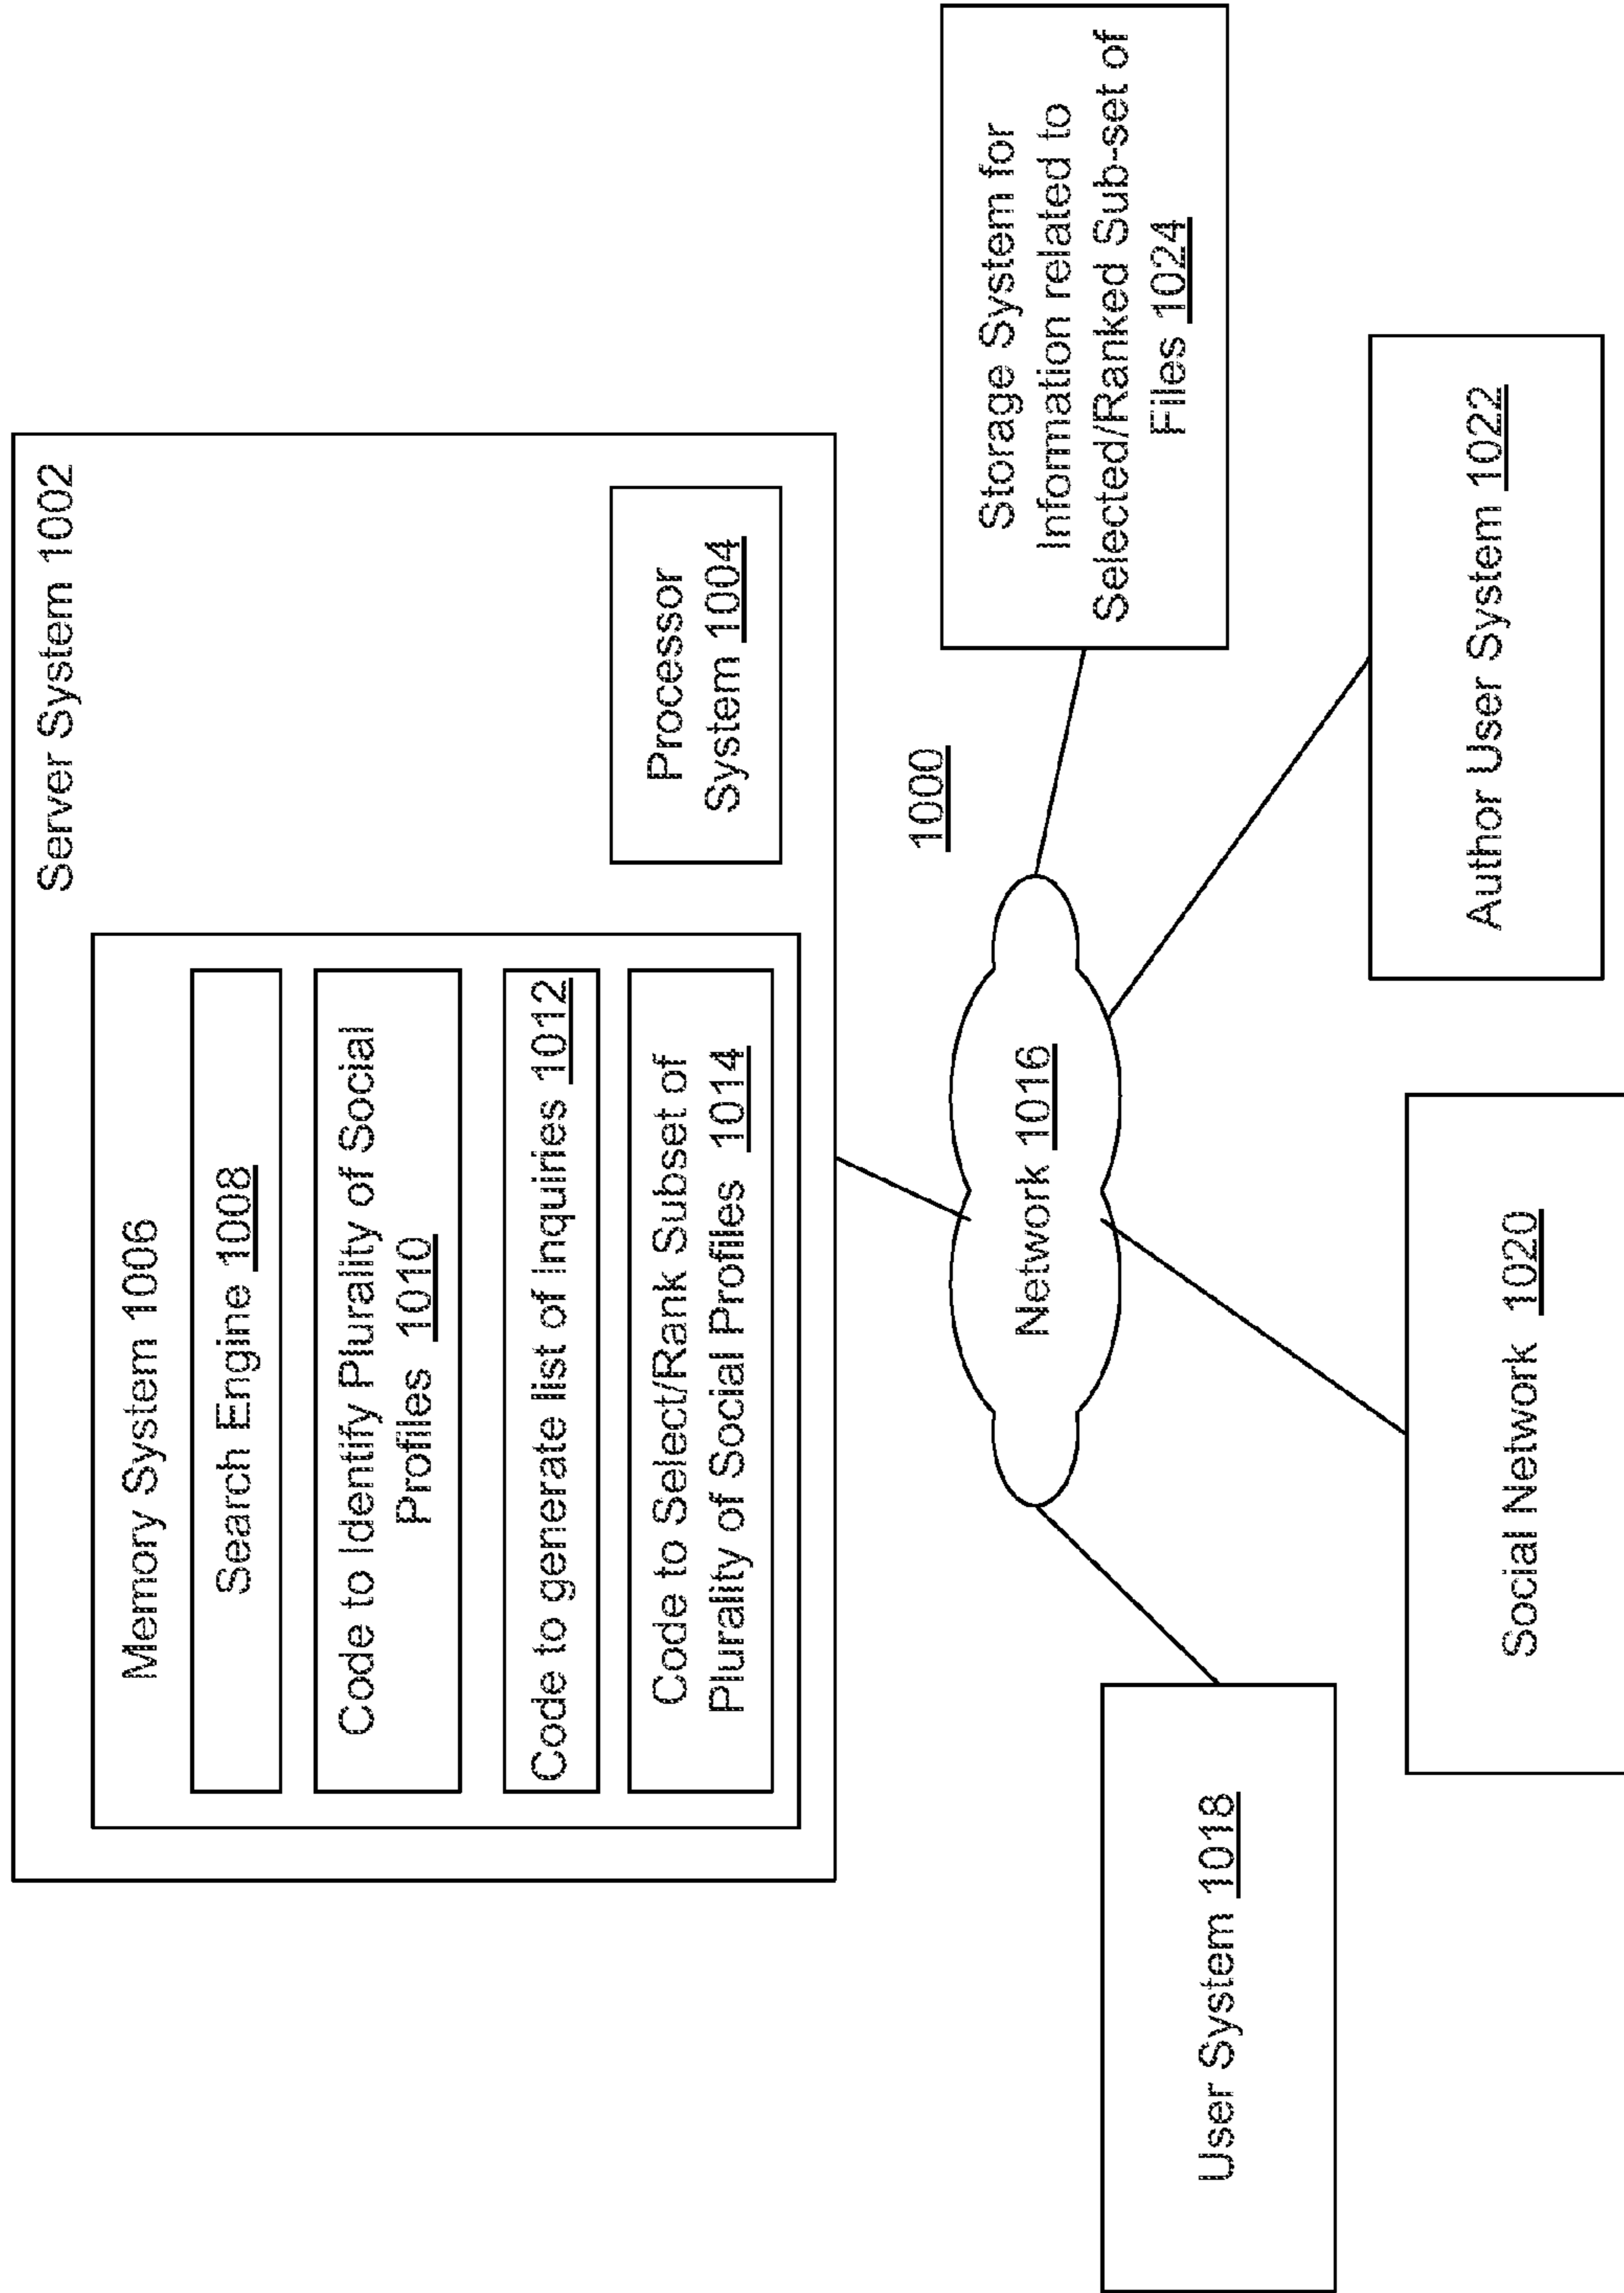 Server System 1002
Memory System 1006
Search Engine 1008
Code to Identify Plurality of Social
Profiles 1010
Code to generate list of inquiries 1012
Code to Select/Rank Subset of
Plurality of Social Profiles 1014
Processor
System 1004
1000
Network 1016
Storage System for
Information related to
Selected/Ranked Sub-set of
Files 1024
User System 1018
Social Network 1020
Author User System 1022